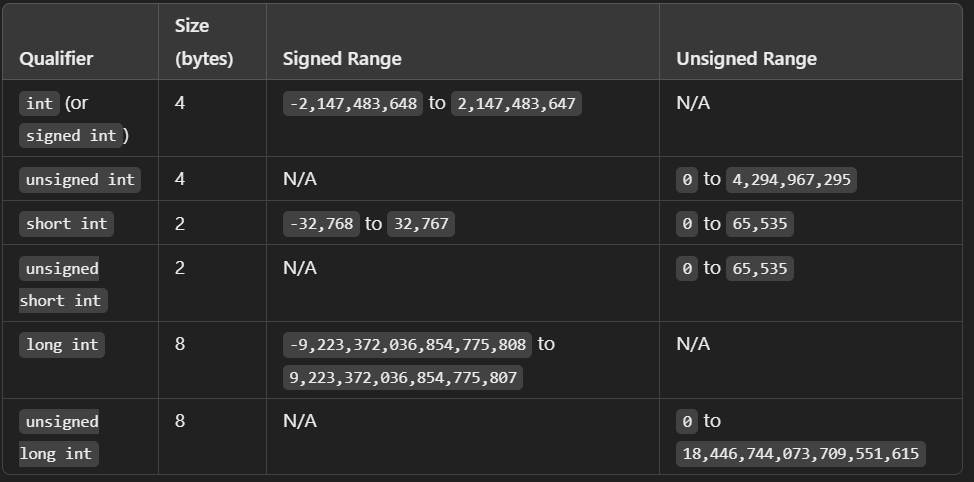 Size
Qualifier (bytes) Signed Range Unsigned Range
int (or 4 -2,147,483,648 to 2,147,483,647 N/A
signed int)
unsigned int 4 N/A 0 to 4,294,967,295
short int 2 -32,768 to 32,767 0 to 65,535
unsigned 2 N/A 0 to 65,535
short int
long int 8 -9,223,372,036,854,775,808 to N/A
9,223,372,036,854,775,807
unsigned 8 N/A 0 to
long int 18,446,744,073,709,551,615